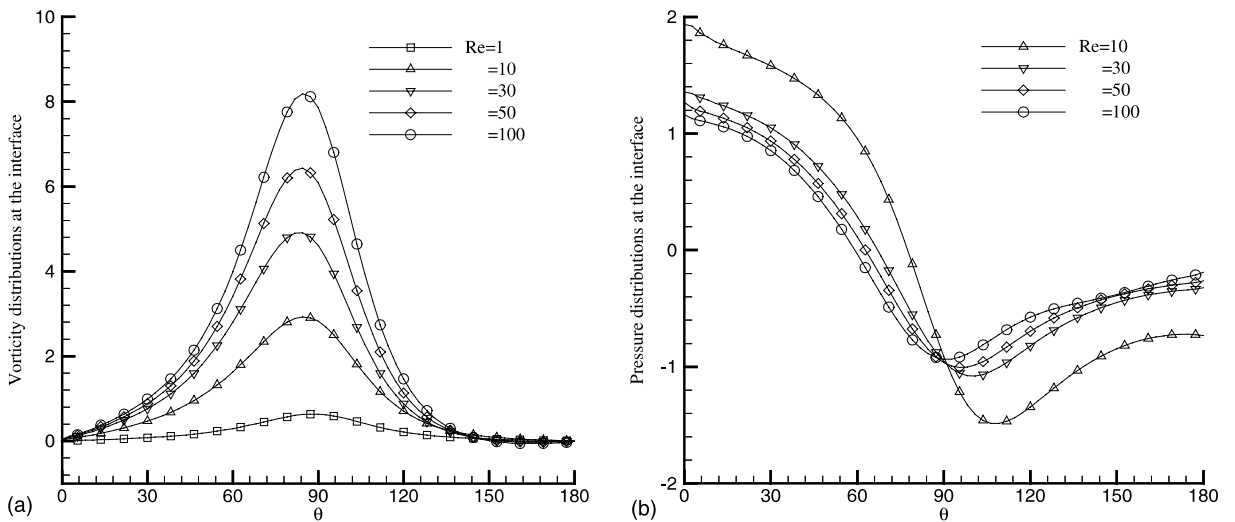 Vorticity distributions at the interface
10
8
6
4
2
0
0 30 60 90 120 150 180
θ
(a)
Re=1
=10
=30
=50
=100
Pressure distributions at the interface
2
1
0
-1
-2
0 30 60 90 120 150 180
θ
(b)
Re=10
=30
=50
=100